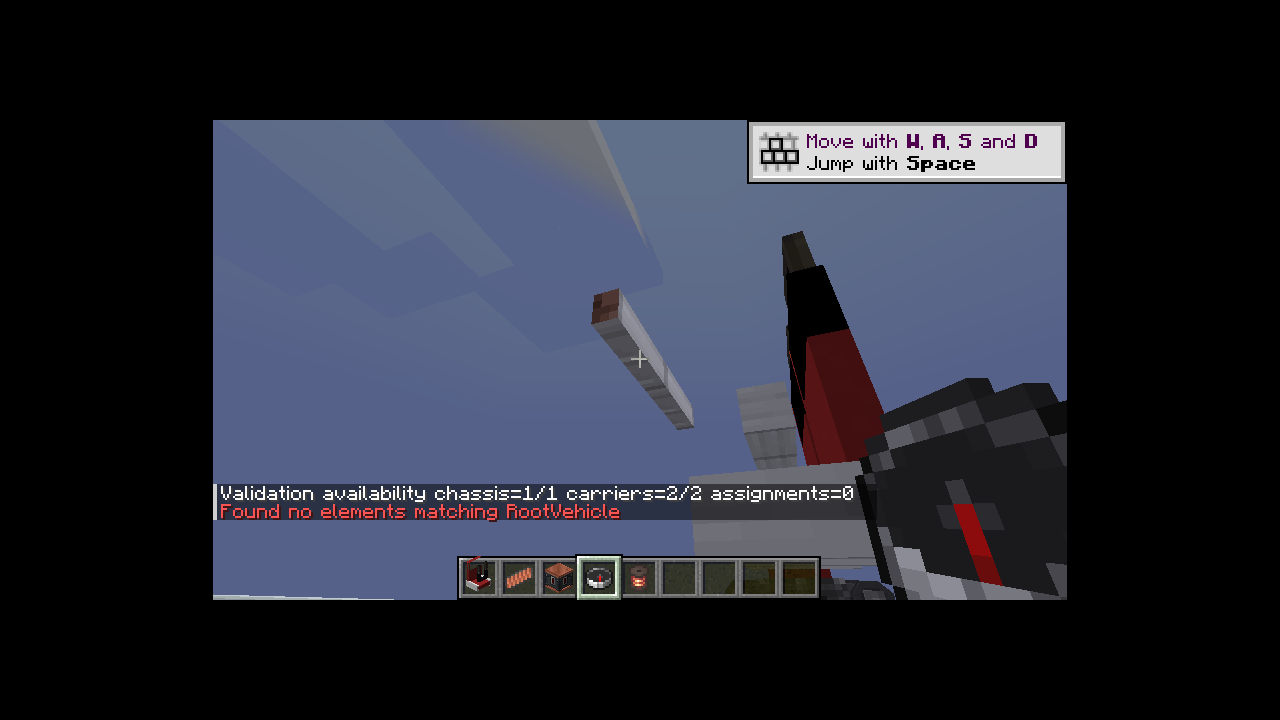 Move with W, A, S and D
Jump with Space
Validation availability chassis=1/1 carriers=2/2 assignments=0
Found no elements matching RootVehicle